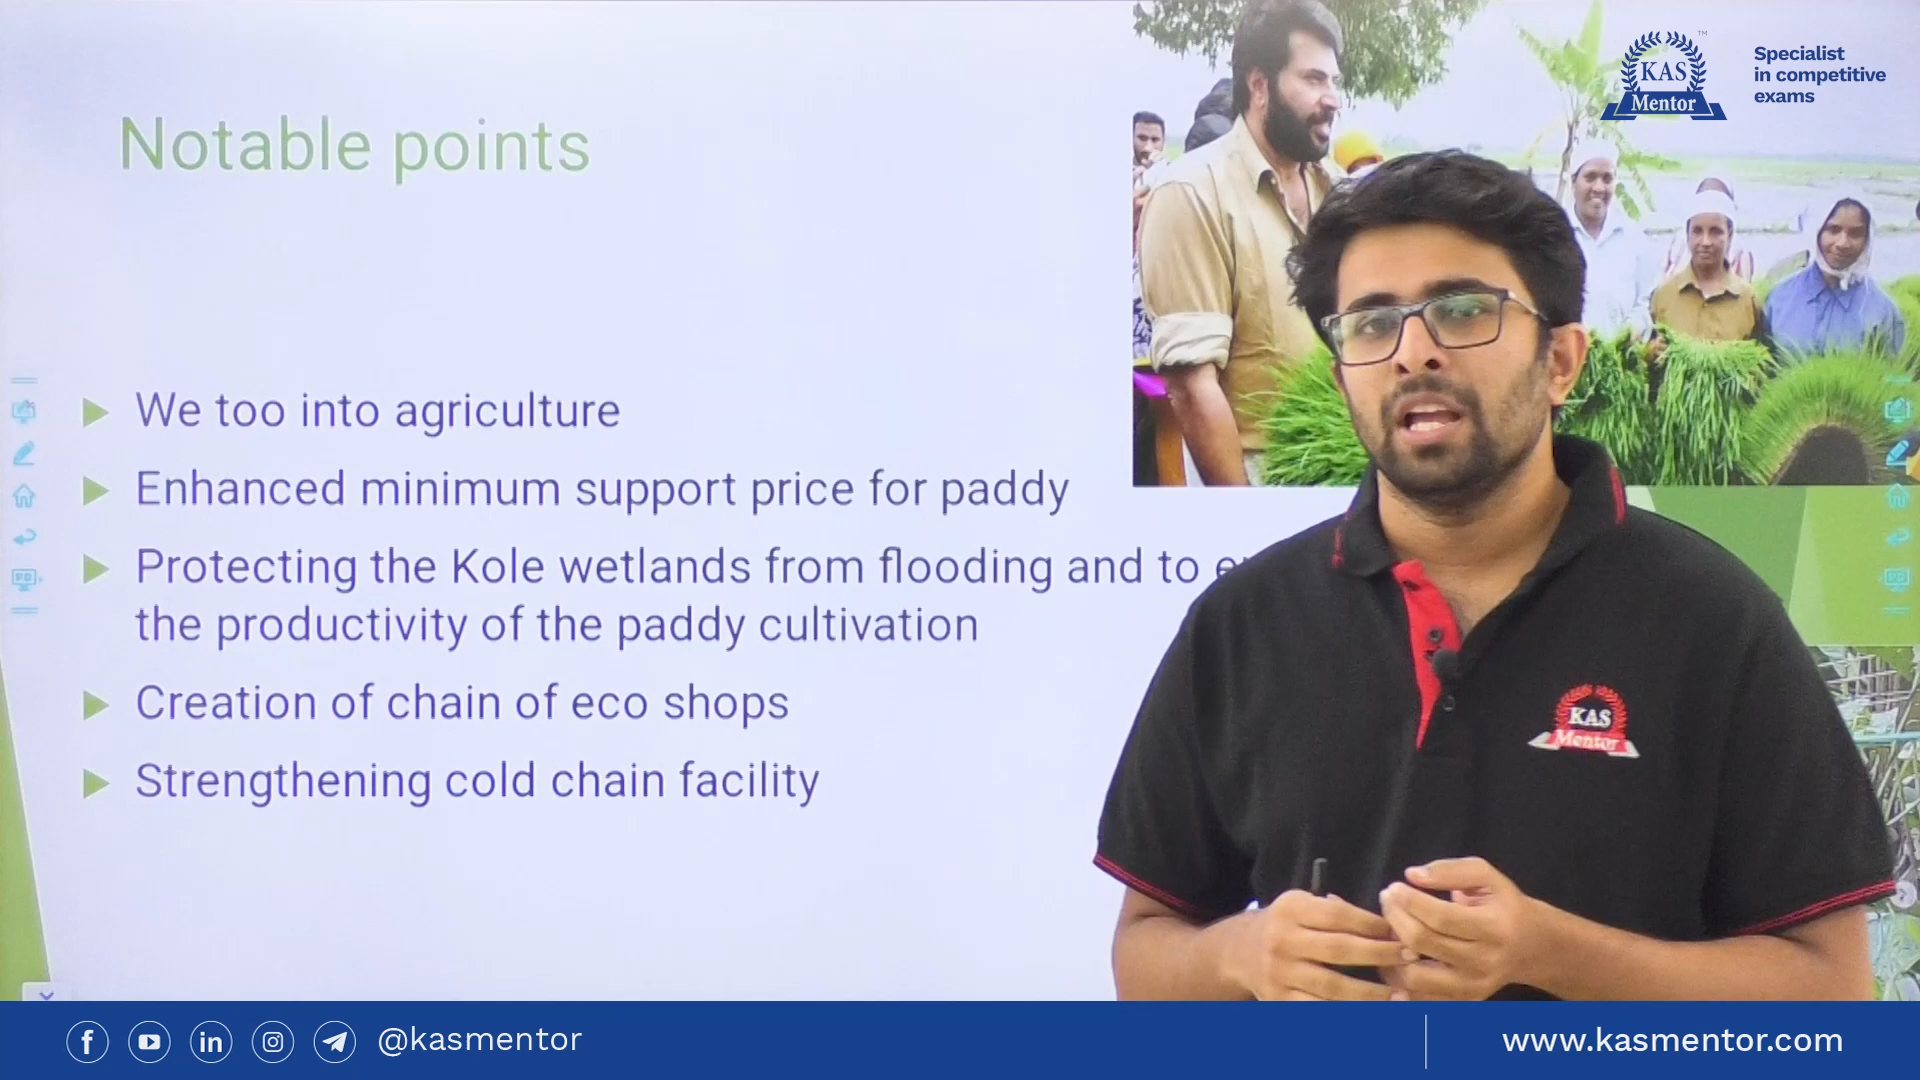 KAS
Mentor
TM
Specialist
in competitive
exams
Notable points
We too into agriculture
Enhanced minimum support price for paddy
Protecting the Kole wetlands from flooding and to
the productivity of the paddy cultivation
Creation of chain of eco shops
Strengthening cold chain facility
KAS
Mentor
@kasmentor
www.kasmentor.com